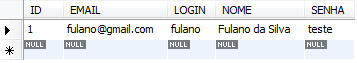 ID EMAIL LOGIN NOME SENHA
1 fulano@gmail.com fulano Fulano da Silva teste
NULL NULL NULL NULL NULL